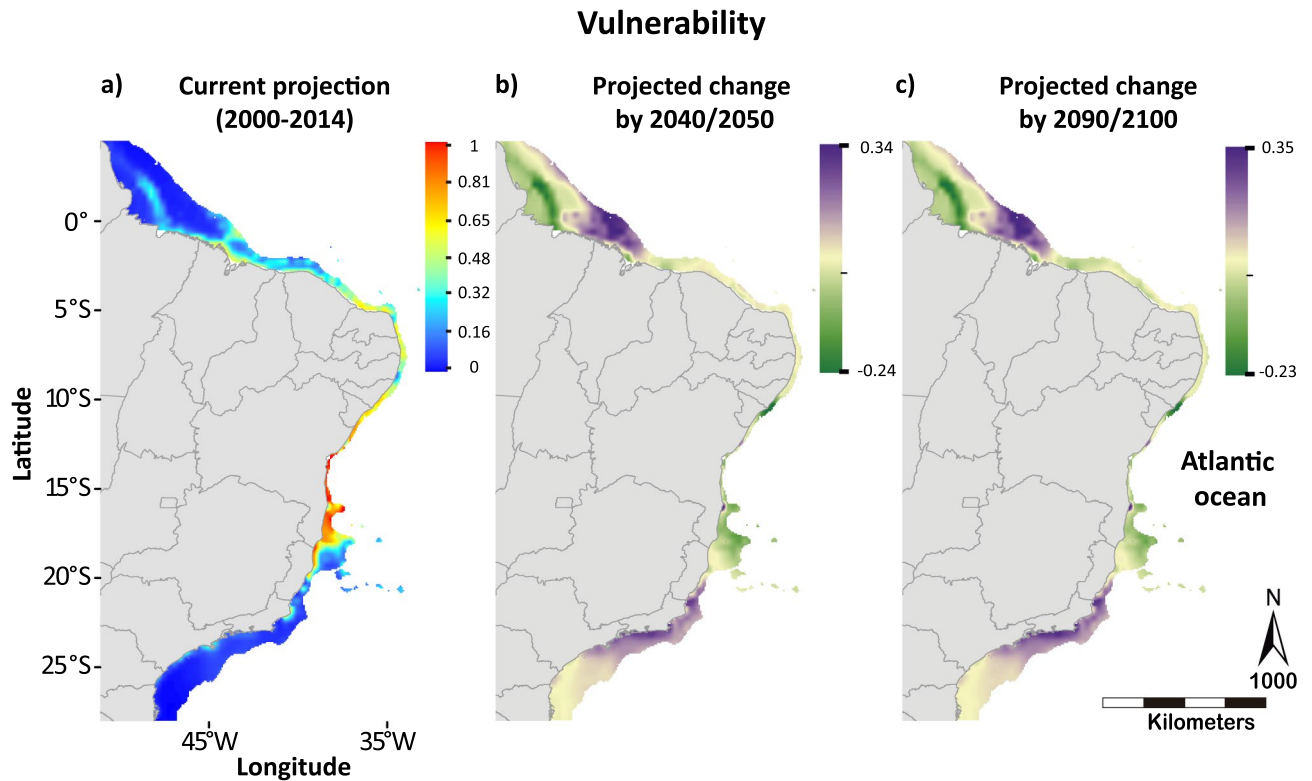 Vulnerability
a) Current projection
(2000-2014)
b) Projected change
by 2040/2050
c) Projected change
by 2090/2100
1
0.81
0.65
0.48
0.32
0.16
0
0.34
-0.24
0.35
-0.23
0°
5°S
10°S
15°S
20°S
25°S
Latitude
45°W
35°W
Longitude
Atlantic
ocean
N
1000
Kilometers